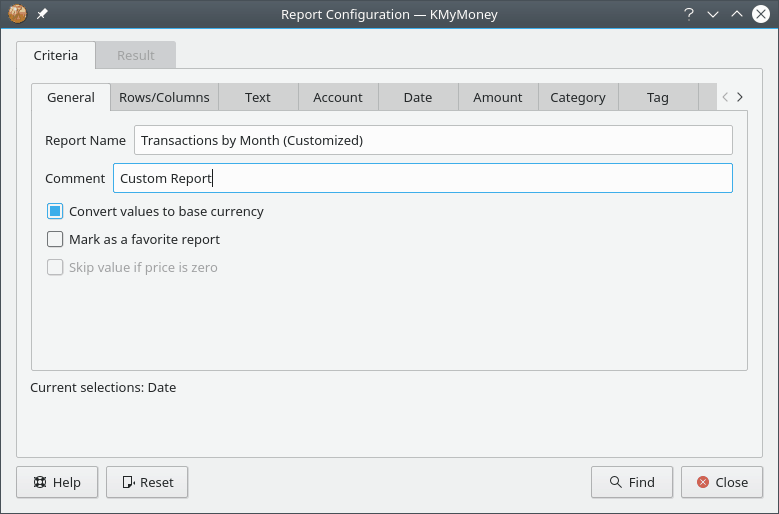 Report Configuration — KMyMoney
Criteria Result
General Rows/Columns Text Account Date Amount Category Tag
Report Name Transactions by Month (Customized)
Comment Custom Report
Convert values to base currency
Mark as a favorite report
Skip value if price is zero
Current selections: Date
Help Reset Find Close